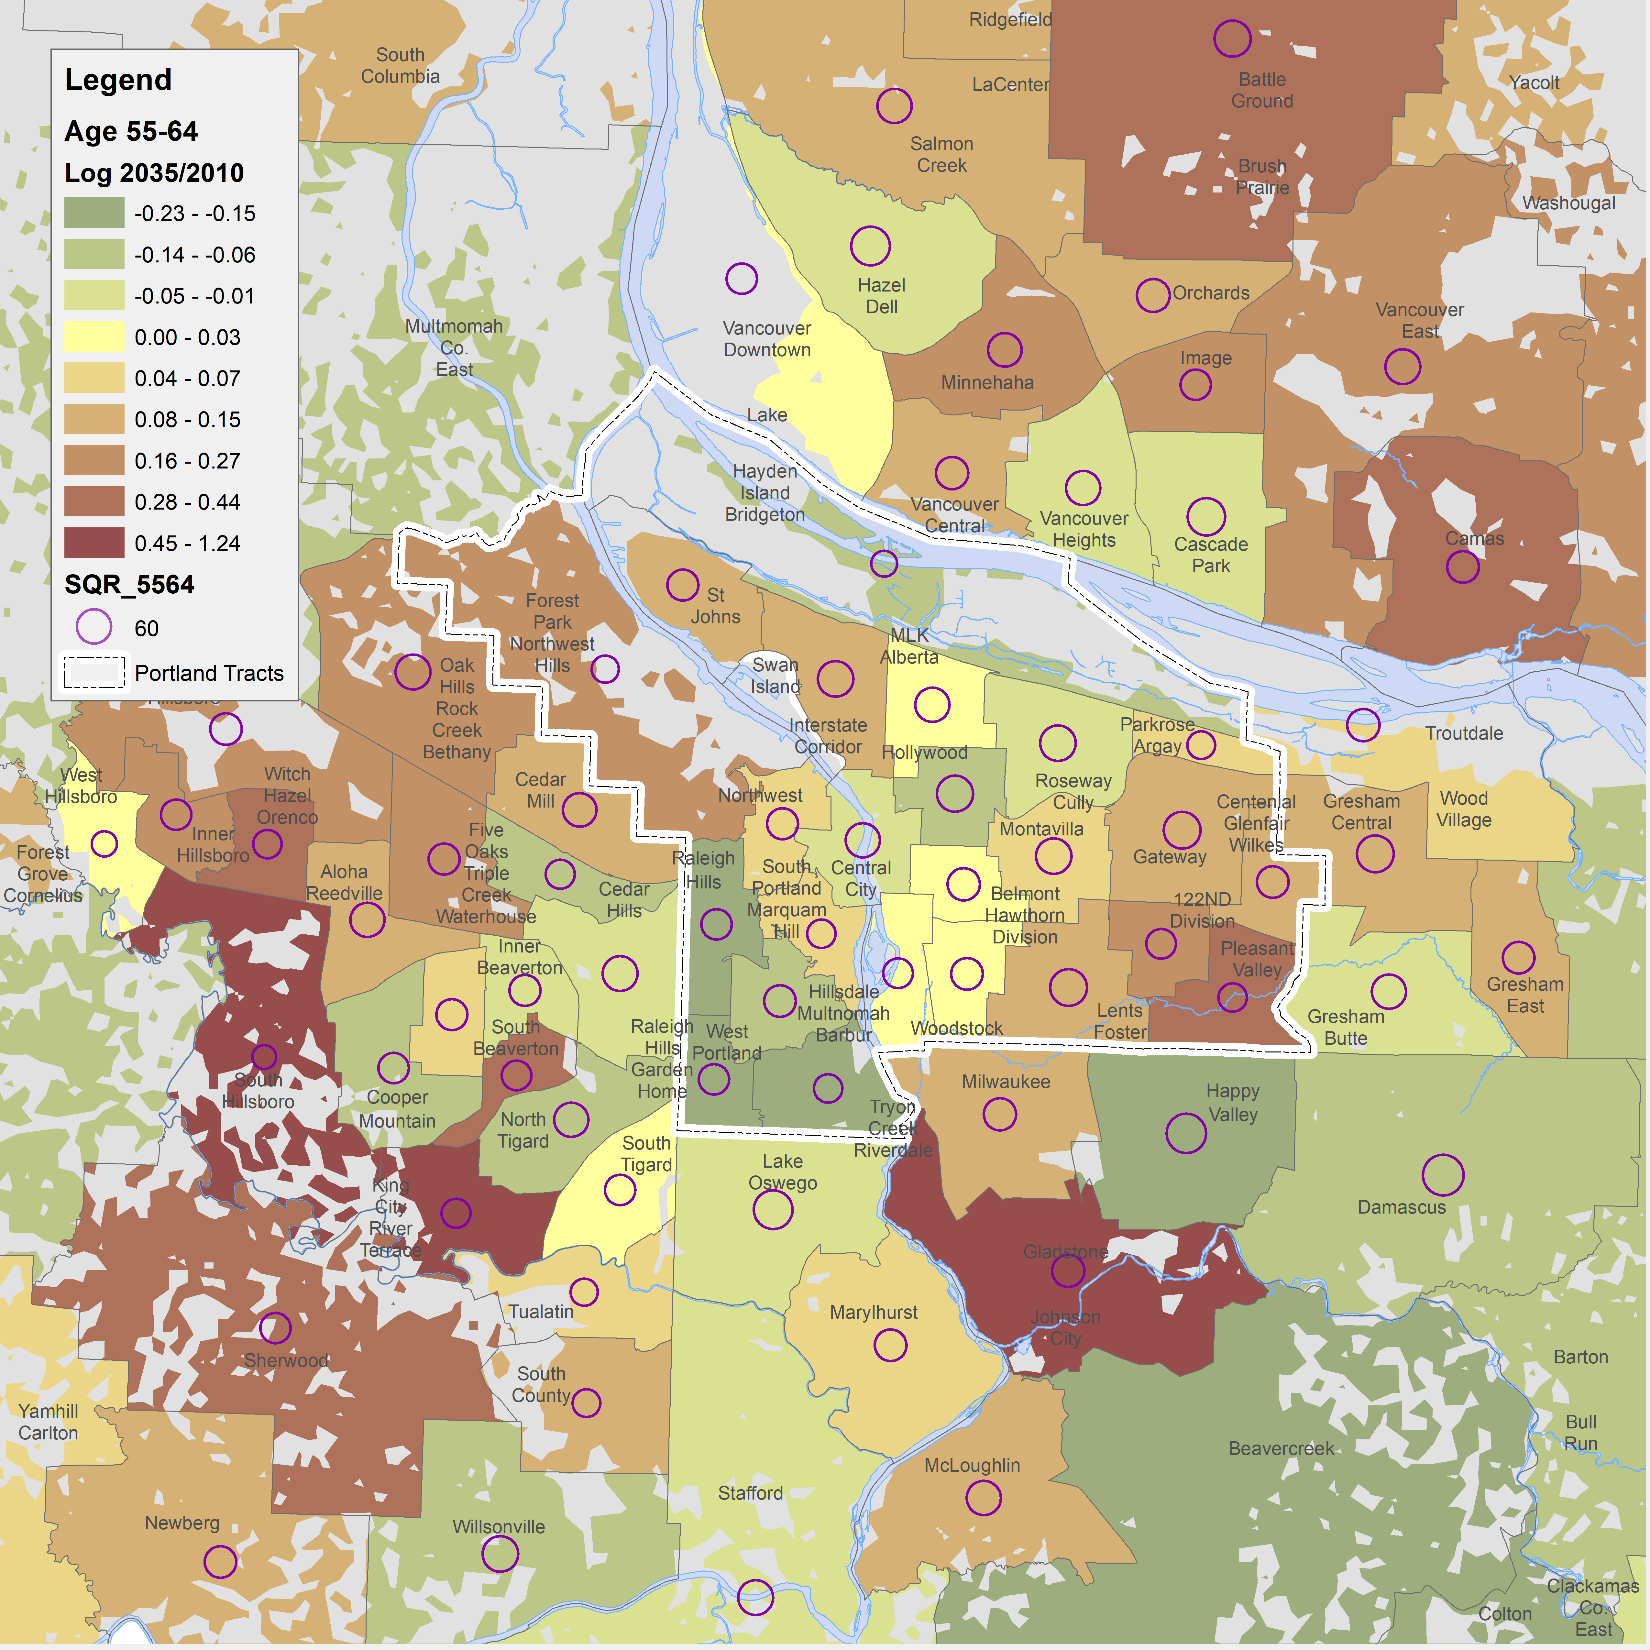 Legend
Age 55-64
Log 2035/2010
-0.23 - -0.15
-0.14 - -0.06
-0.05 - -0.01
0.00 - 0.03
0.04 - 0.07
0.08 - 0.15
0.16 - 0.27
0.28 - 0.44
0.45 - 1.24
SQR_5564
60
Portland Tracts
South
Columbia
Ridgefield
LaCenter
Battle
Ground
Yacolt
Salmon
Creek
Brush
Prairie
Washougal
Hazel
Dell
Orchards
Vancouver
East
Multmomah
Co.
East
Vancouver
Downtown
Minnehaha
Image
Lake
Hayden
Island
Bridgeton
Vancouver
Central
Vancouver
Heights
Cascade
Park
Camas
Forest
Park
Northwest
Hills
St
Johns
MLK
Alberta
Oak
Hills
Rock
Creek
Bethany
Swan
Island
Interstate
Corridor
Hollywood
Parkrose
Argay
Troutdale
Hillsboro
West
Hillsboro
Witch
Hazel
Orenco
Cedar
Mill
Northwest
Roseway
Cully
Centenial
Glenfair
Wilkes
Gresham
Central
Wood
Village
Inner
Hillsboro
Forest
Grove
Cornelius
Five
Oaks
Triple
Creek
Waterhouse
Aloha
Reedville
Cedar
Hills
Raleigh
Hills
South
Portland
Marquam
Hill
Central
City
Montavilla
Gateway
Belmont
Hawthorn
Division
122ND
Division
Pleasant
Valley
Inner
Beaverton
South
Beaverton
Raleigh
Hills
Garden
Home
West
Portland
Hillsdale
Multnomah
Barbur
Woodstock
Lents
Foster
Gresham
Butte
Gresham
East
South
Hillsboro
Cooper
Mountain
North
Tigard
South
Tigard
Tryon
Creek
Riverdale
Milwaukee
Happy
Valley
Lake
Oswego
Damascus
King
City
River
Terrace
Gladstone
Johnson
City
Tualatin
Marylhurst
Sherwood
South
County
Barton
Yamhill
Carlton
Bull
Run
Beavercreek
McLoughlin
Stafford
Newberg
Willsonville
Clackamas
Co.
East
Colton